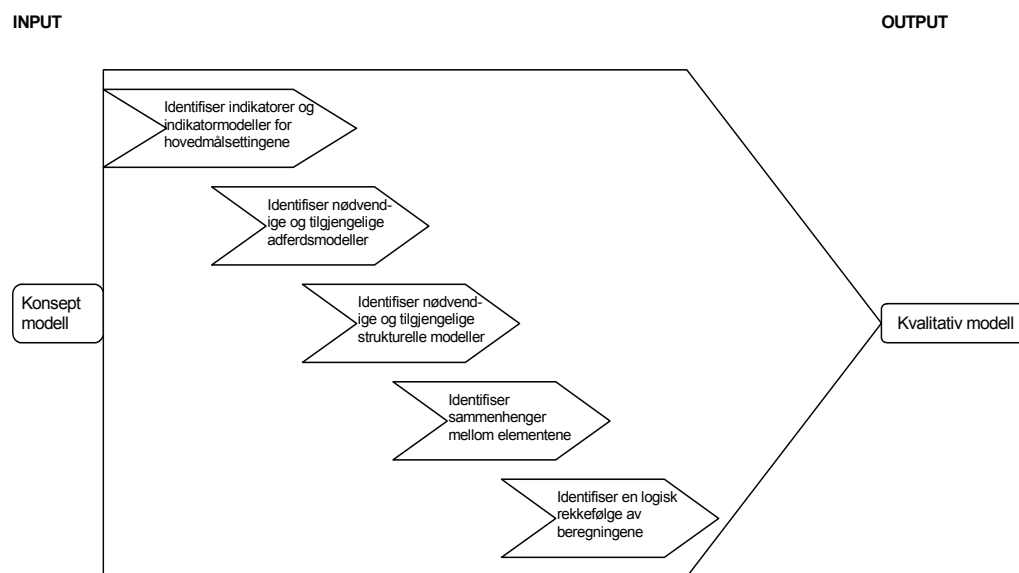 INPUT
OUTPUT
Identifiser indikatorer og
indikatormodeller for
hovedmålsettingene
Identifiser nødvend-
ige og tilgjengelige
adferdsmodeller
Konsept
modell
Identifiser nødvend-
ige og tilgjengelige
strukturelle modeller
Kvalitativ modell
Identifiser
sammenhenger
mellom elementene
Identifiser en logisk
rekkefølge av
beregningene